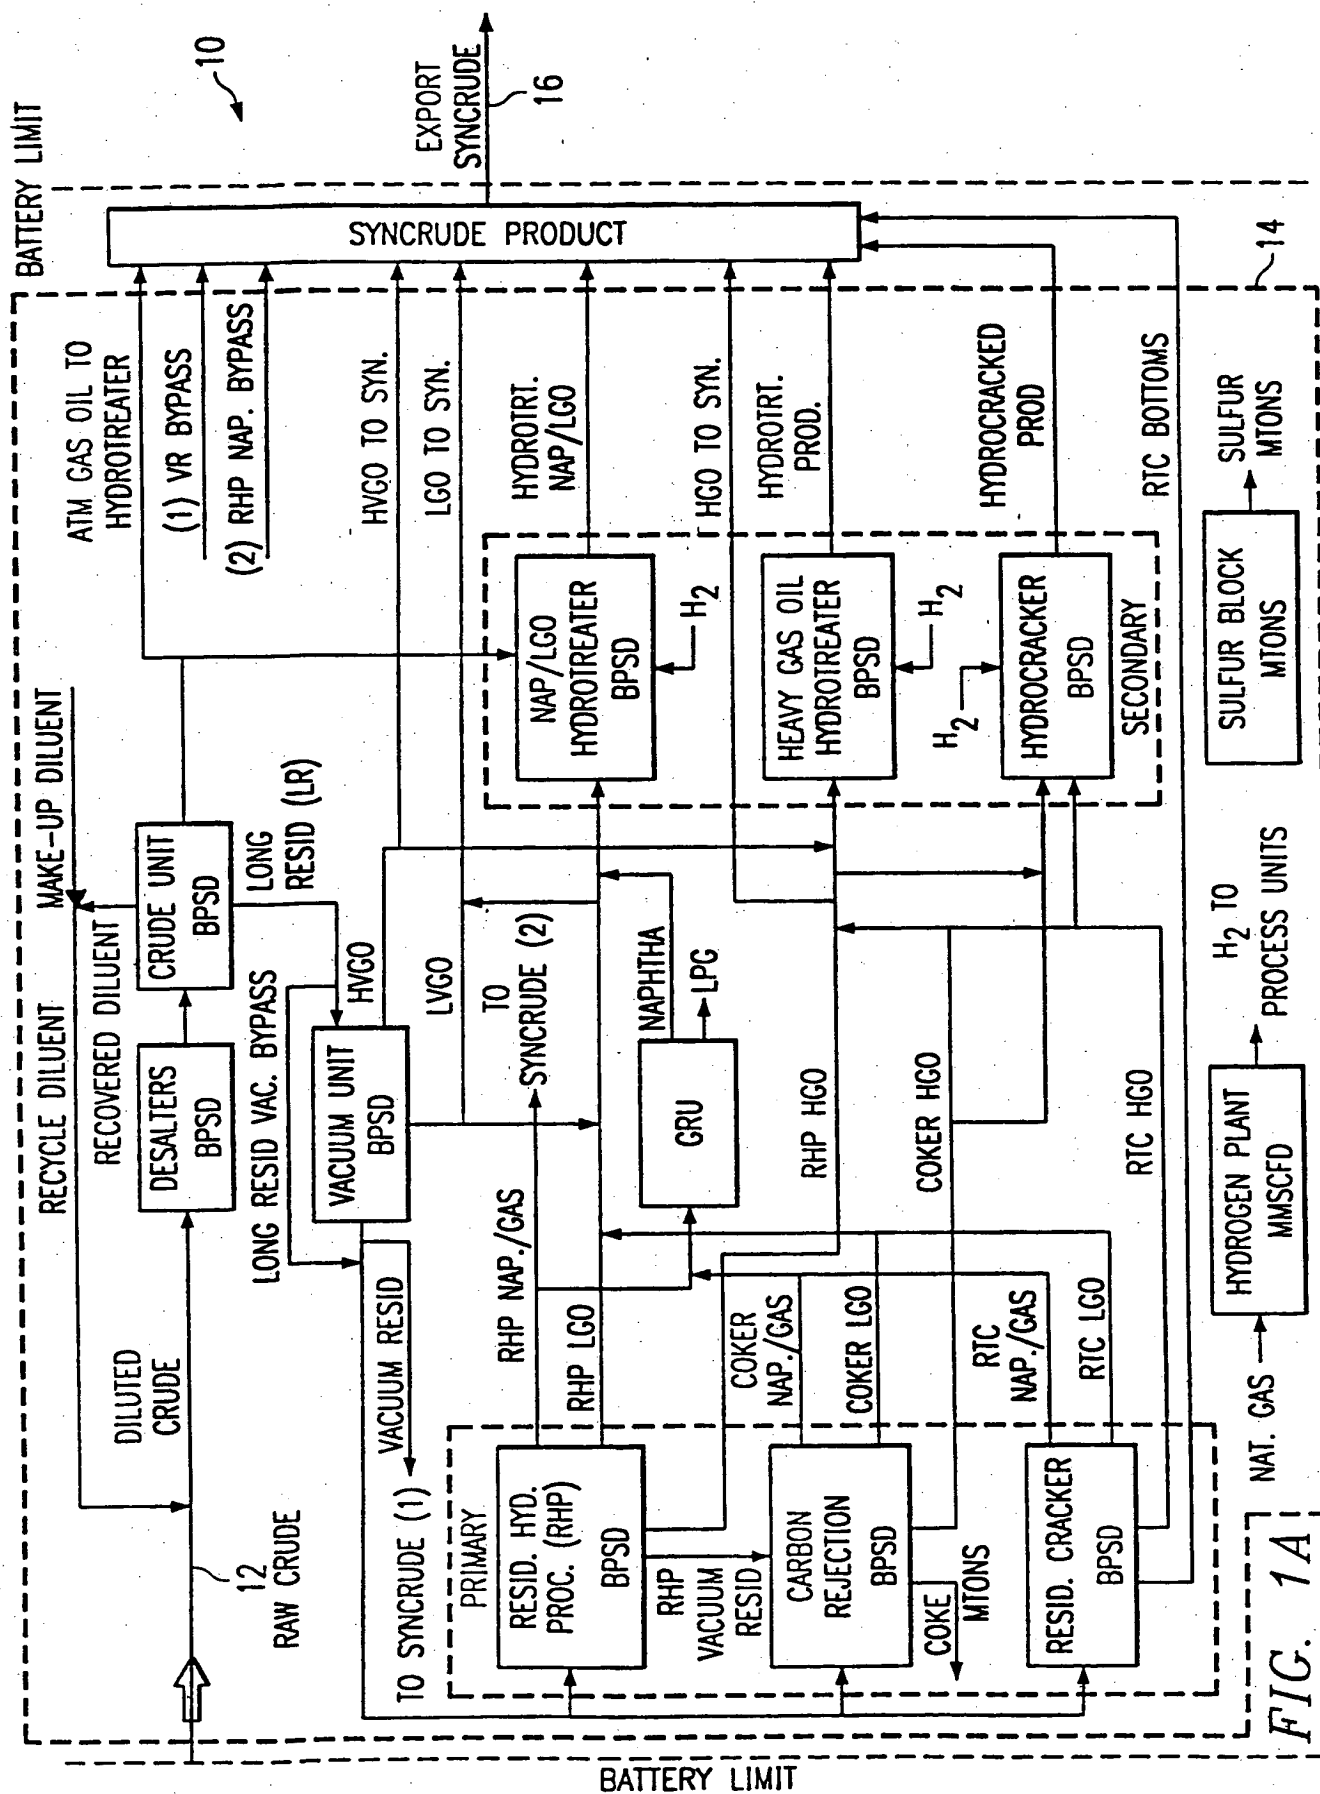 BATTERY LIMIT
10
EXPORT
SYNCRUDE
16
SYNCRUDE PRODUCT
14
ATM GAS OIL TO
HYDROTREATER
(1) VR BYPASS
(2) RHP NAP. BYPASS
HVGO TO SYN.
LGO TO SYN.
HYDROTRT.
NAP/LGO
HGO TO SYN.
HYDROTRT.
PROD.
HYDROCRACKED
PROD
RTC BOTTOMS
SULFUR
MTONS
SULFUR BLOCK
MTONS
NAP/LGO
HYDROTREATER
BPSD
H2
HEAVY GAS OIL
HYDROTREATER
BPSD
H2
H2
HYDROCRACKER
BPSD
SECONDARY
MAKE-UP DILUENT
RECYCLE DILUENT
RECOVERED DILUENT
CRUDE UNIT
BPSD
LONG
RESID (LR)
DESALTERS
BPSD
LONG RESID VAC. BYPASS
HVGO
VACUUM UNIT
BPSD
LVGO
TO
SYNCRUDE (2)
NAPHTHA
LPG
GRU
RHP HGO
COKER HGO
RTC HGO
H2 TO
PROCESS UNITS
HYDROGEN PLANT
MMSCFD
NAT. GAS
DILUTED
CRUDE
VACUUM RESID
RHP NAP./GAS
RHP LGO
COKER
NAP./GAS
COKER LGO
RTC
NAP./GAS
RTC LGO
12
RAW CRUDE
TO SYNCRUDE (1)
PRIMARY
RESID. HYD.
PROC. (RHP)
BPSD
RHP
VACUUM
RESID
CARBON
REJECTION
BPSD
COKE
MTONS
RESID. CRACKER
BPSD
BATTERY LIMIT
FIG. 1A